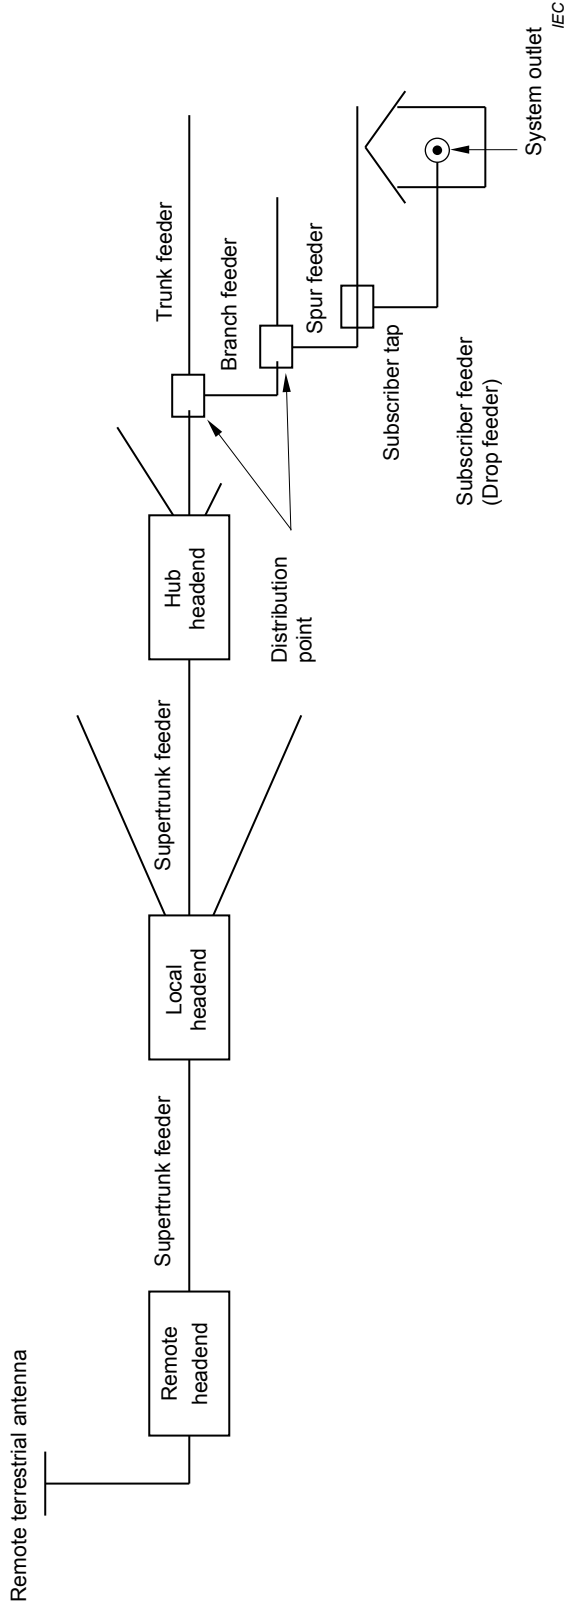 Remote terrestrial antenna
Remote
headend
Supertrunk feeder
Local
headend
Supertrunk feeder
Hub
headend
Distribution
point
Trunk feeder
Branch feeder
Spur feeder
Subscriber tap
Subscriber feeder
(Drop feeder)
System outlet
IEC